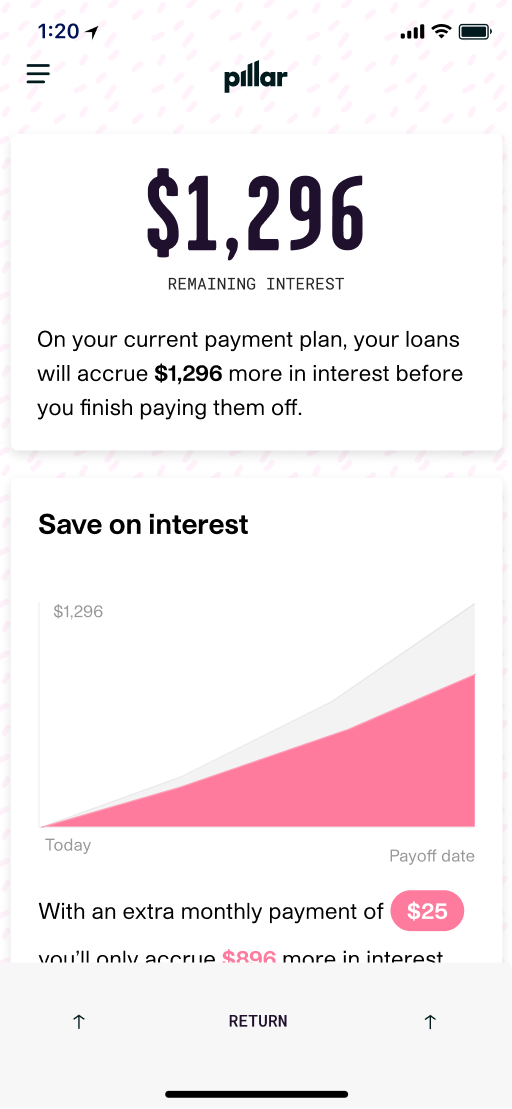 1:20
pillar
$1,296
REMAINING INTEREST
On your current payment plan, your loans
will accrue $1,296 more in interest before
you finish paying them off.
Save on interest
$1,296
Today
Payoff date
With an extra monthly payment of $25
you'll only accrue $896 more in interest
↑ RETURN ↑